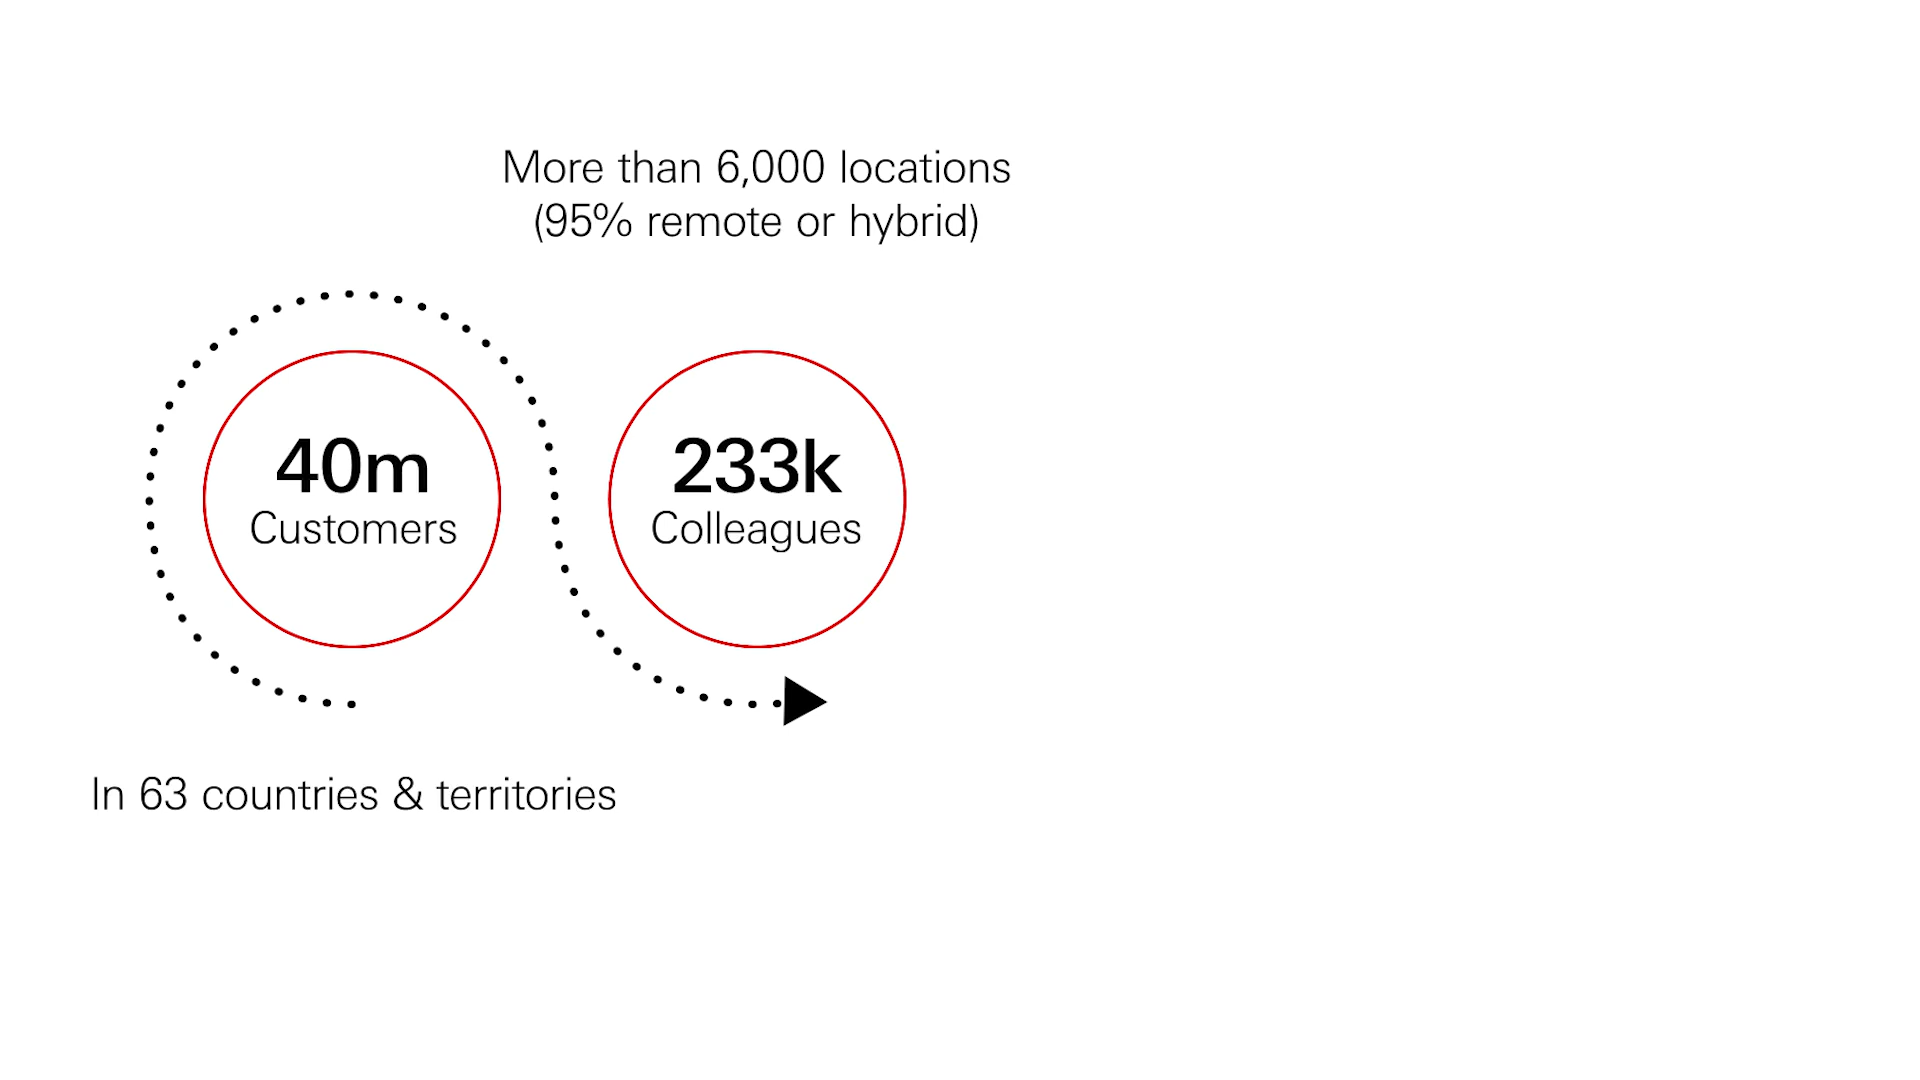 More than 6,000 locations
(95% remote or hybrid)
40m
Customers
233k
Colleagues
In 63 countries & territories